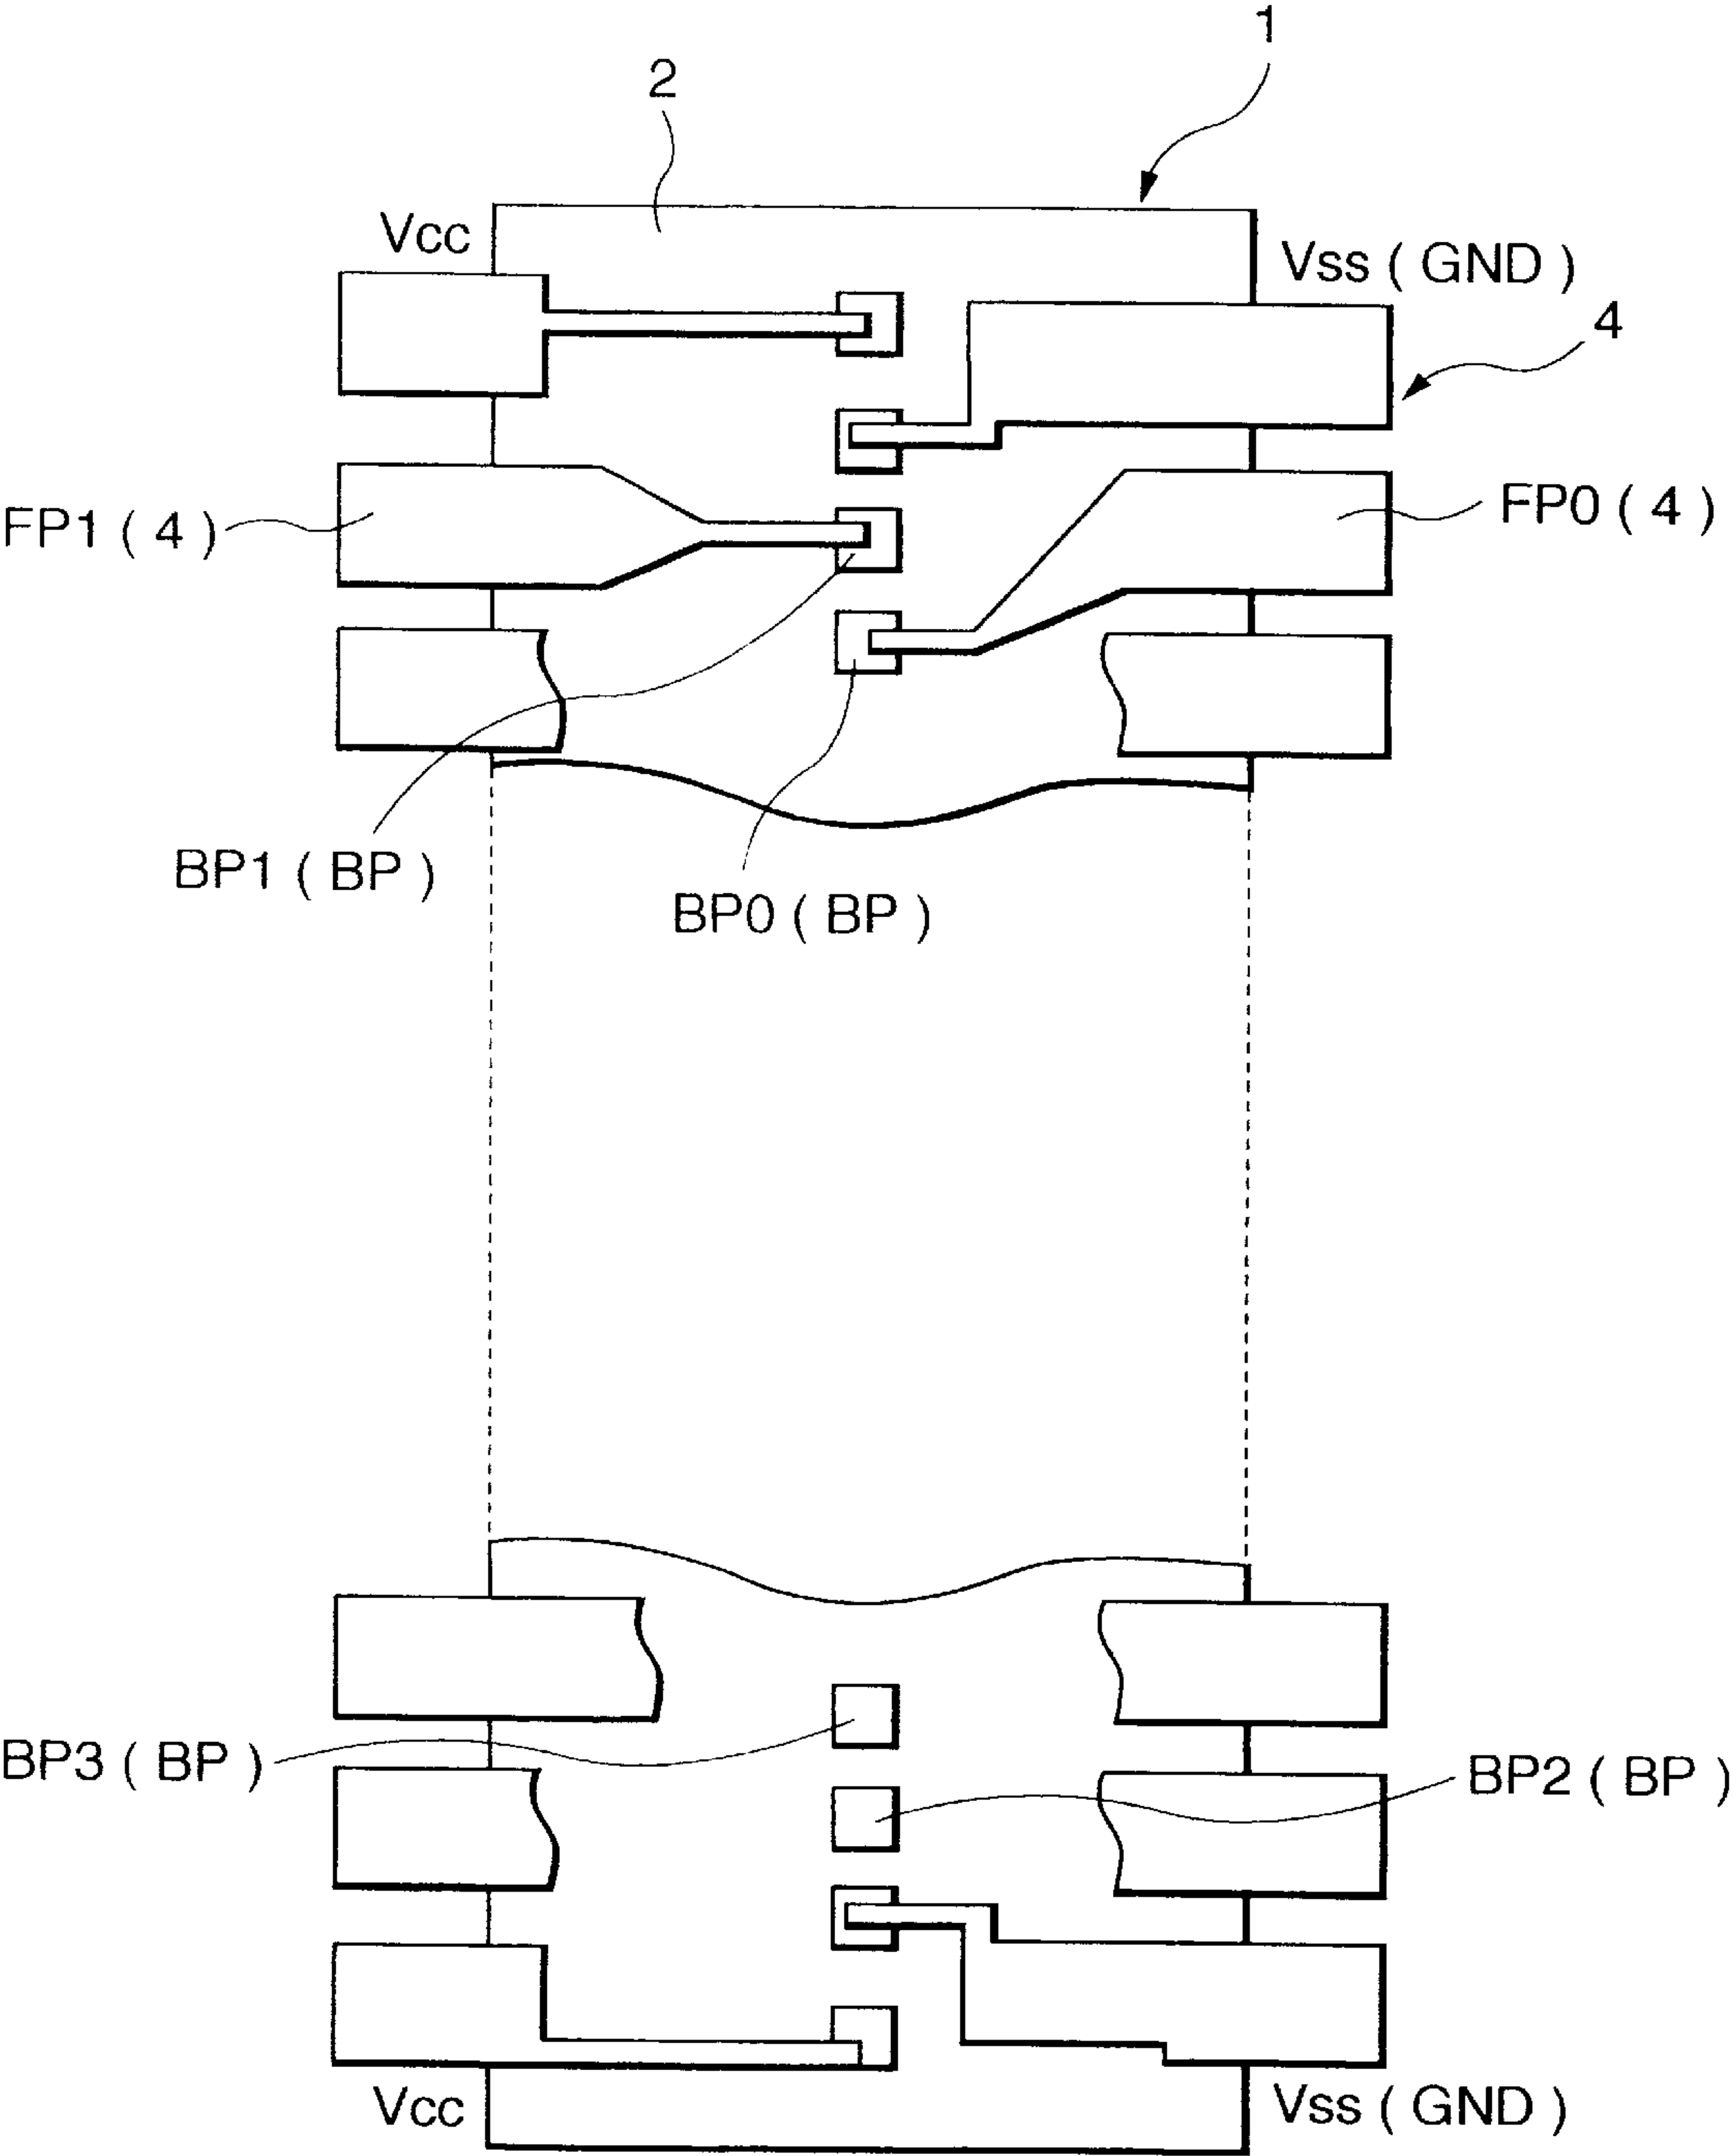 1
2
Vcc
Vss ( GND )
4
FP1 ( 4 )
FP0 ( 4 )
BP1 ( BP )
BP0 ( BP )
BP3 ( BP )
BP2 ( BP )
Vcc
Vss ( GND )